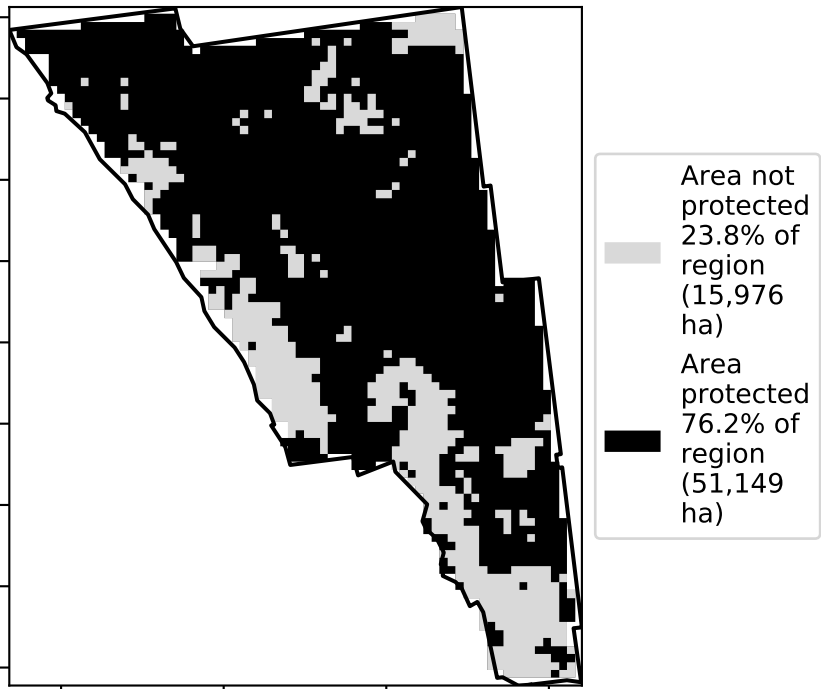 Area not
protected
23.8% of
region
(15,976
ha)
Area
protected
76.2% of
region
(51,149
ha)